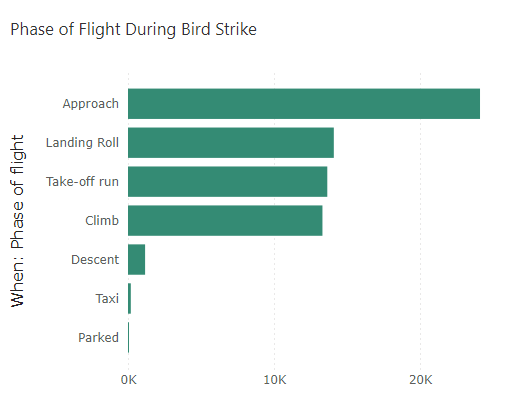 Phase of Flight During Bird Strike
When: Phase of flight
Approach
Landing Roll
Take-off run
Climb
Descent
Taxi
Parked
0K 10K 20K